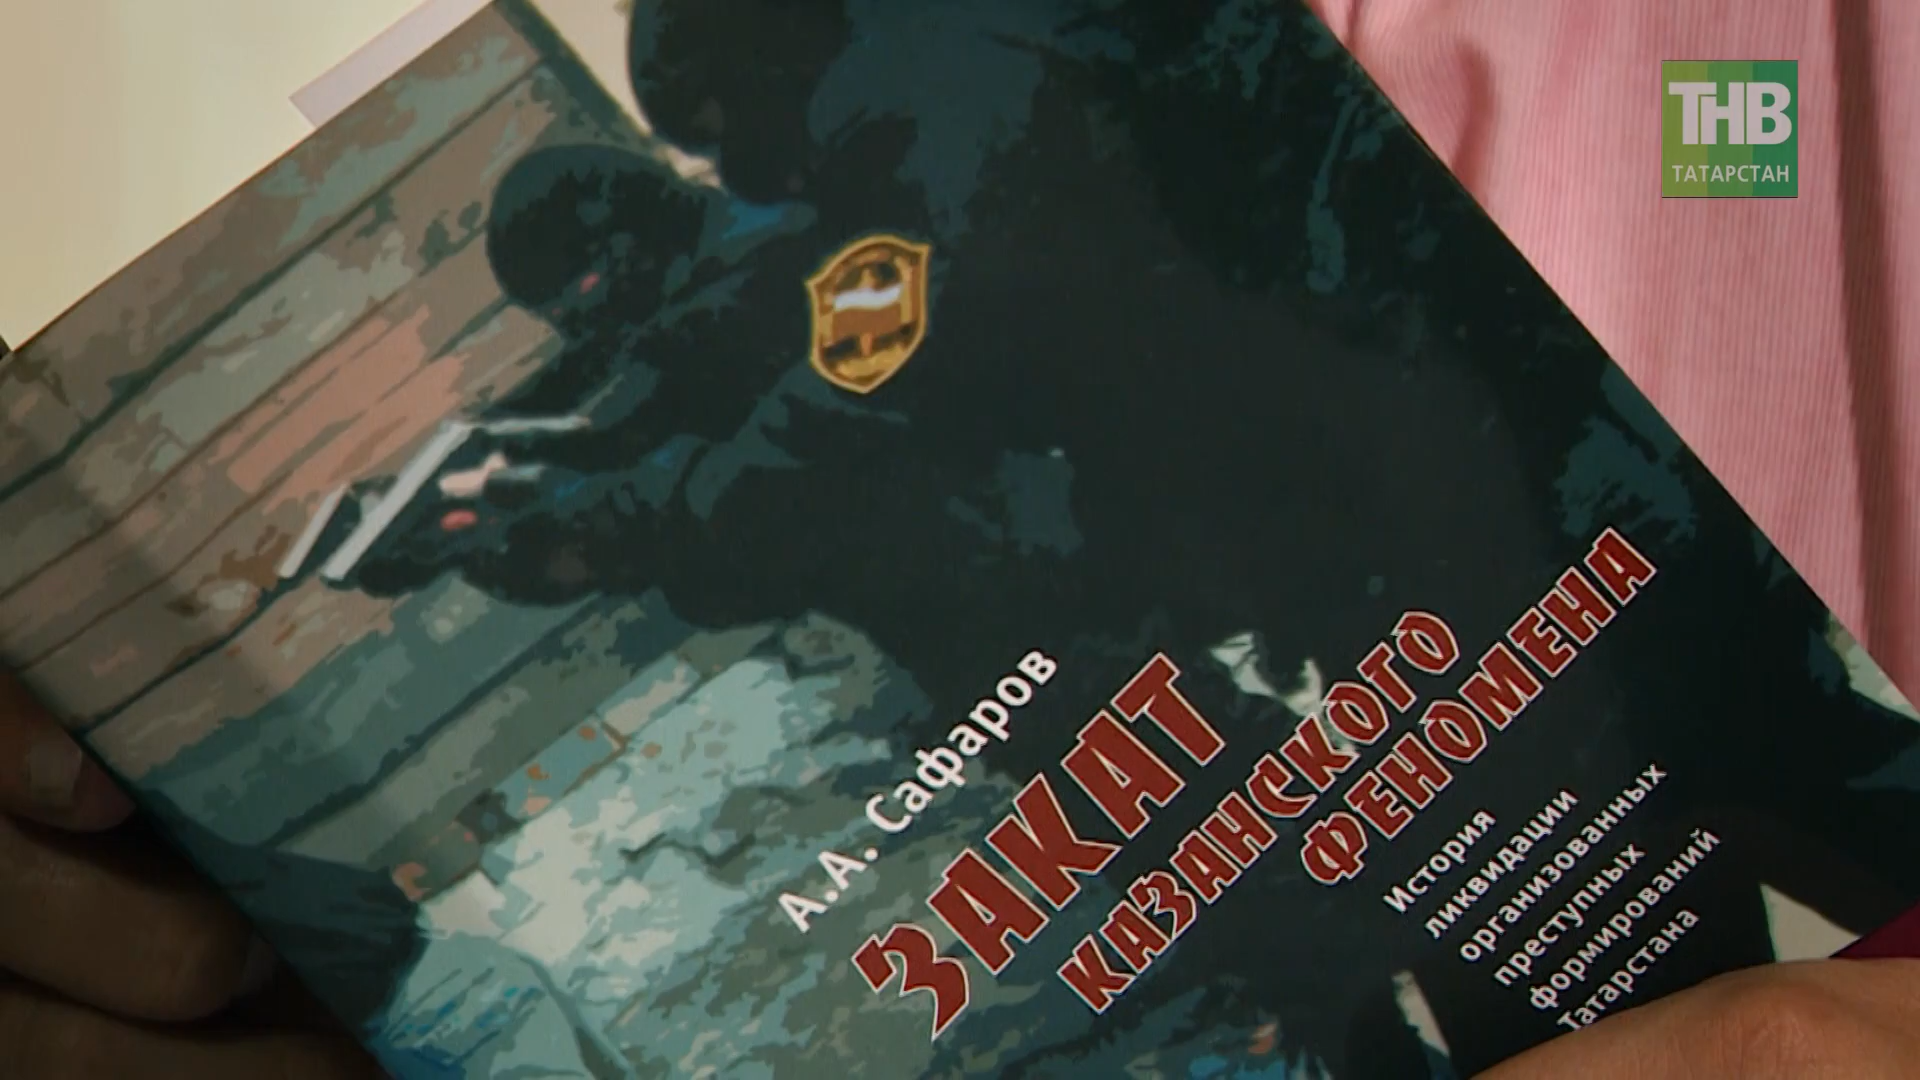 ТНВ
ТАТАРСТАН
А.А. Сафаров
ЗАКАТ
КАЗАНСКОГО
ФЕНОМЕНА
История
ликвидации
организованных
преступных
формирований
Татарстана